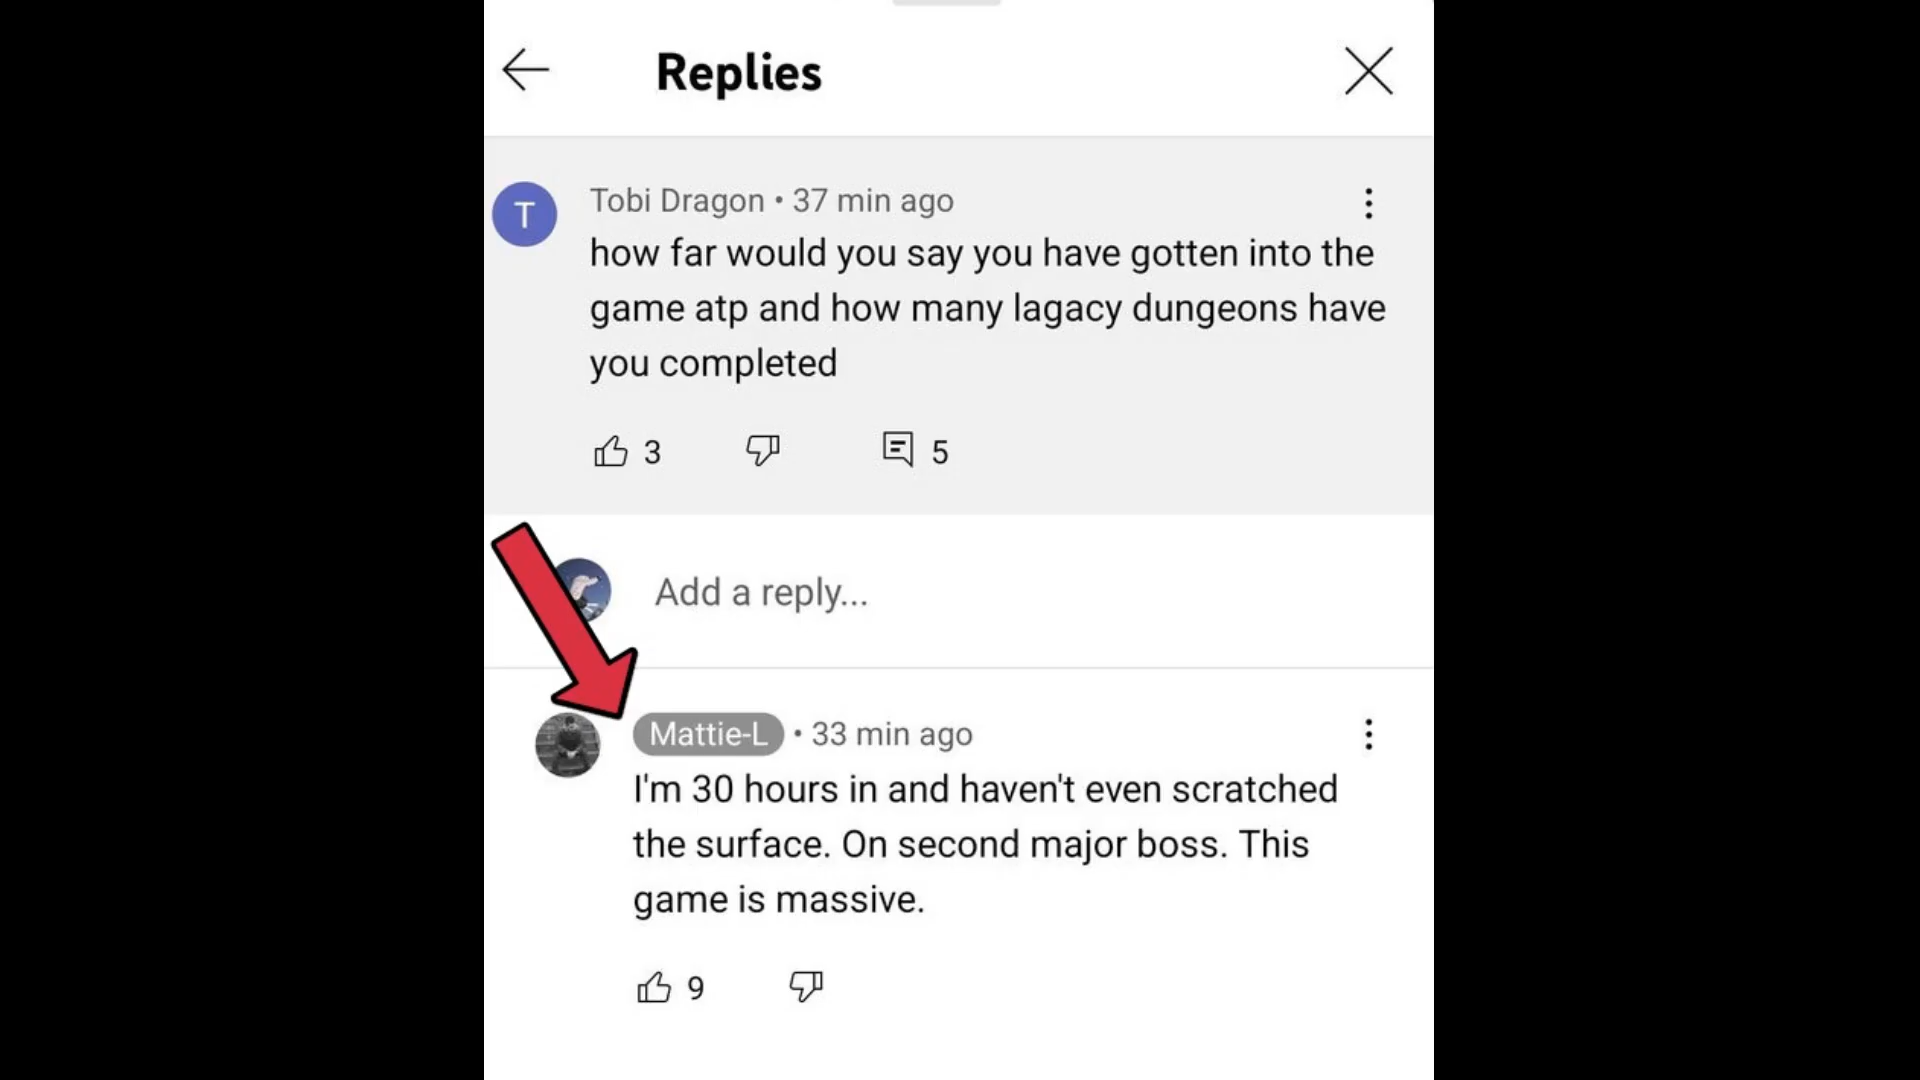 Replies
T
Tobi Dragon • 37 min ago
how far would you say you have gotten into the
game atp and how many lagacy dungeons have
you completed
3
5
Add a reply...
Mattie-L • 33 min ago
I'm 30 hours in and haven't even scratched
the surface. On second major boss. This
game is massive.
9